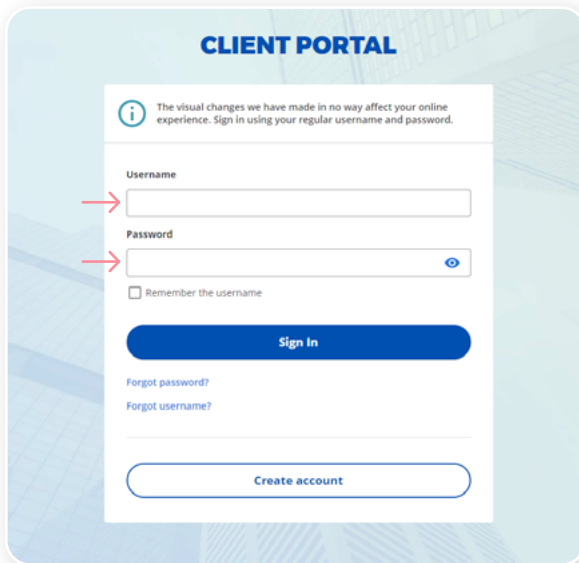 CLIENT PORTAL
The visual changes we have made in no way affect your online
experience. Sign in using your regular username and password.
Username
Password
Remember the username
Sign In
Forgot password?
Forgot username?
Create account